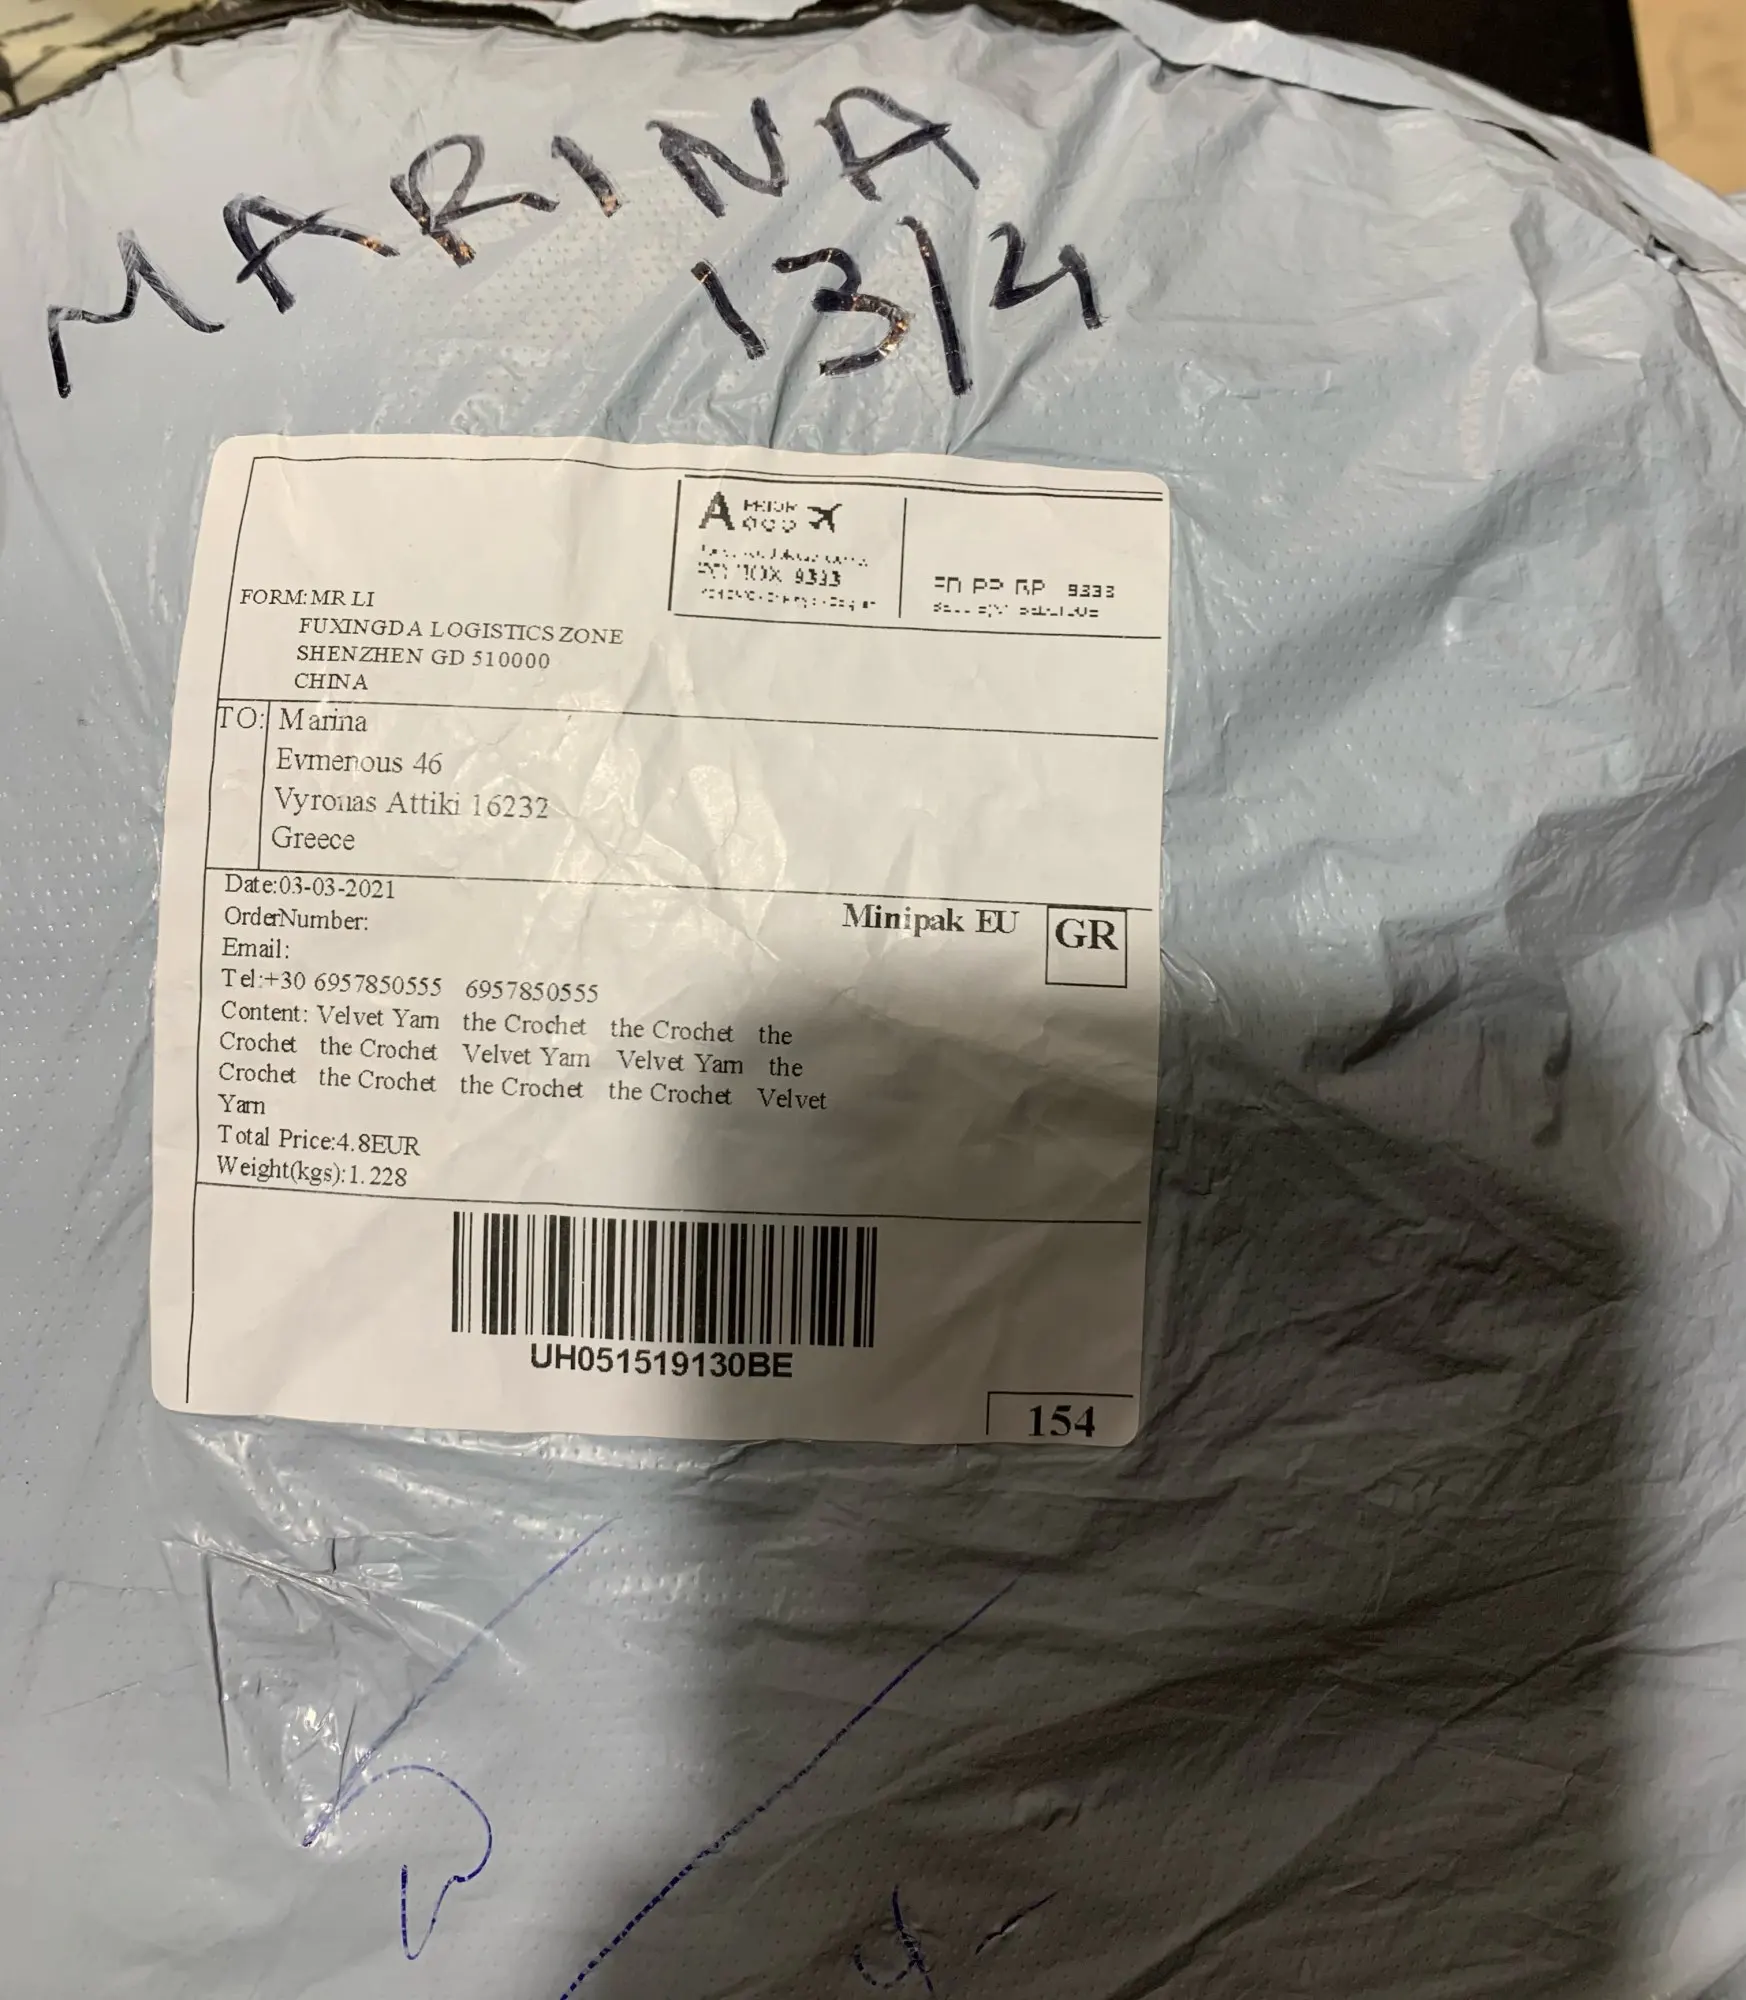 MARINA
13/4
A PRIOR
9333
9333
FORM:MR LI
FUXINGDA LOGISTICS ZONE
SHENZHEN GD 510000
CHINA
TO: Marina
Evmenous 46
Vyronas Attiki 16232
Greece
Date:03-03-2021
OrderNumber:
Minipak EU GR
Email:
Tel:+30 6957850555 6957850555
Content: Velvet Yarn the Crochet the Crochet the
Crochet the Crochet Velvet Yarn Velvet Yarn the
Crochet the Crochet the Crochet the Crochet Velvet
Yarn
Total Price:4.8EUR
Weight(kgs):1.228
UH051519130BE
154